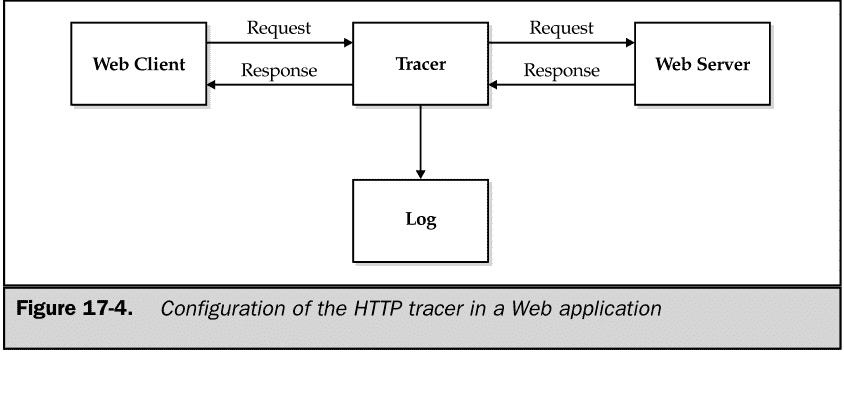 Request
Request
Web Client
Tracer
Web Server
Response
Response
Log
Figure 17-4. Configuration of the HTTP tracer in a Web application